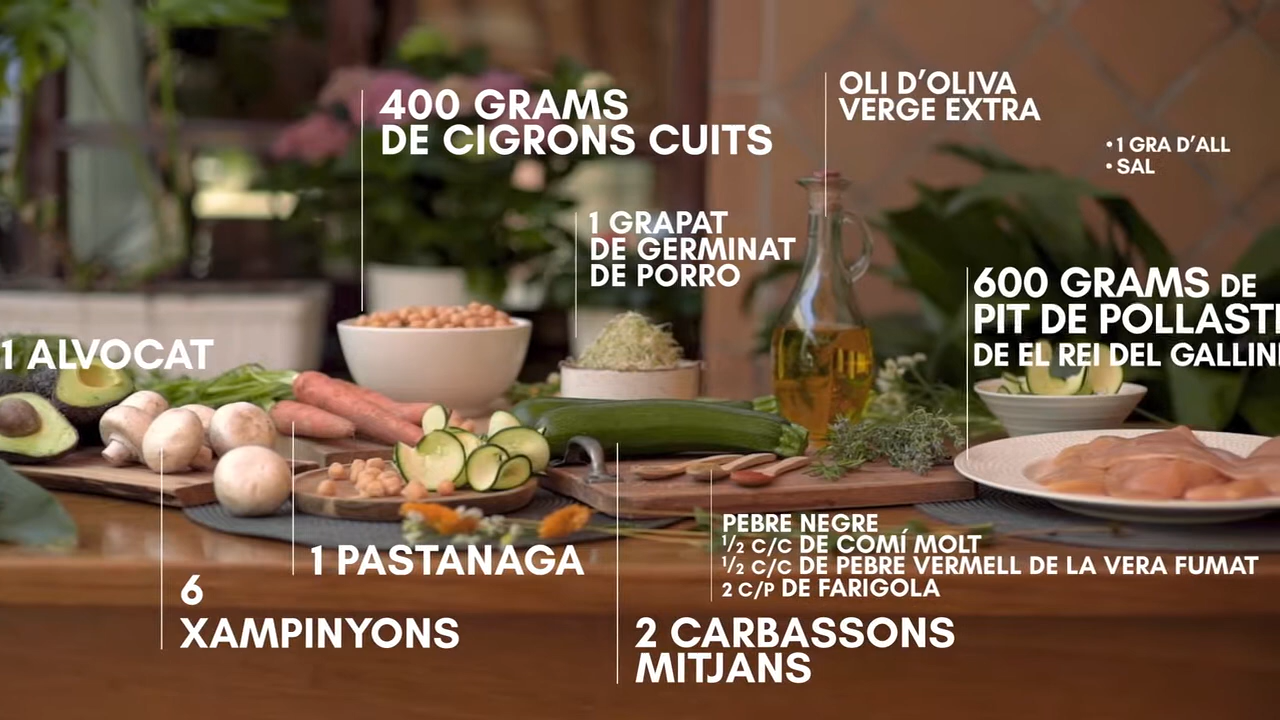 400 GRAMS
DE CIGRONS CUITS
OLI D'OLIVA
VERGE EXTRA
• 1 GRA D'ALL
• SAL
1 GRAPAT
DE GERMINAT
DE PORRO
600 GRAMS DE
PIT DE POLLAST
DE EL REI DEL GALLIN
1 ALVOCAT
1 PASTANAGA
6
XAMPINYONS
PEBRE NEGRE
½ C/C DE COMÍ MOLT
½ C/C DE PEBRE VERMELL DE LA VERA FUMAT
2 C/P DE FARIGOLA
2 CARBASSONS
MITJANS